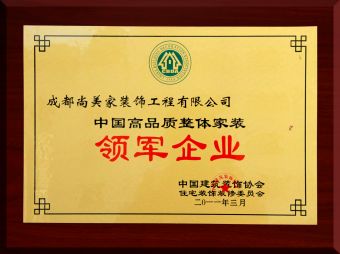 成都尚美家装饰工程有限公司
中国高品质整体家装
领军企业
中国建筑装饰协会
住宅装饰装修委员会
二〇一一年三月